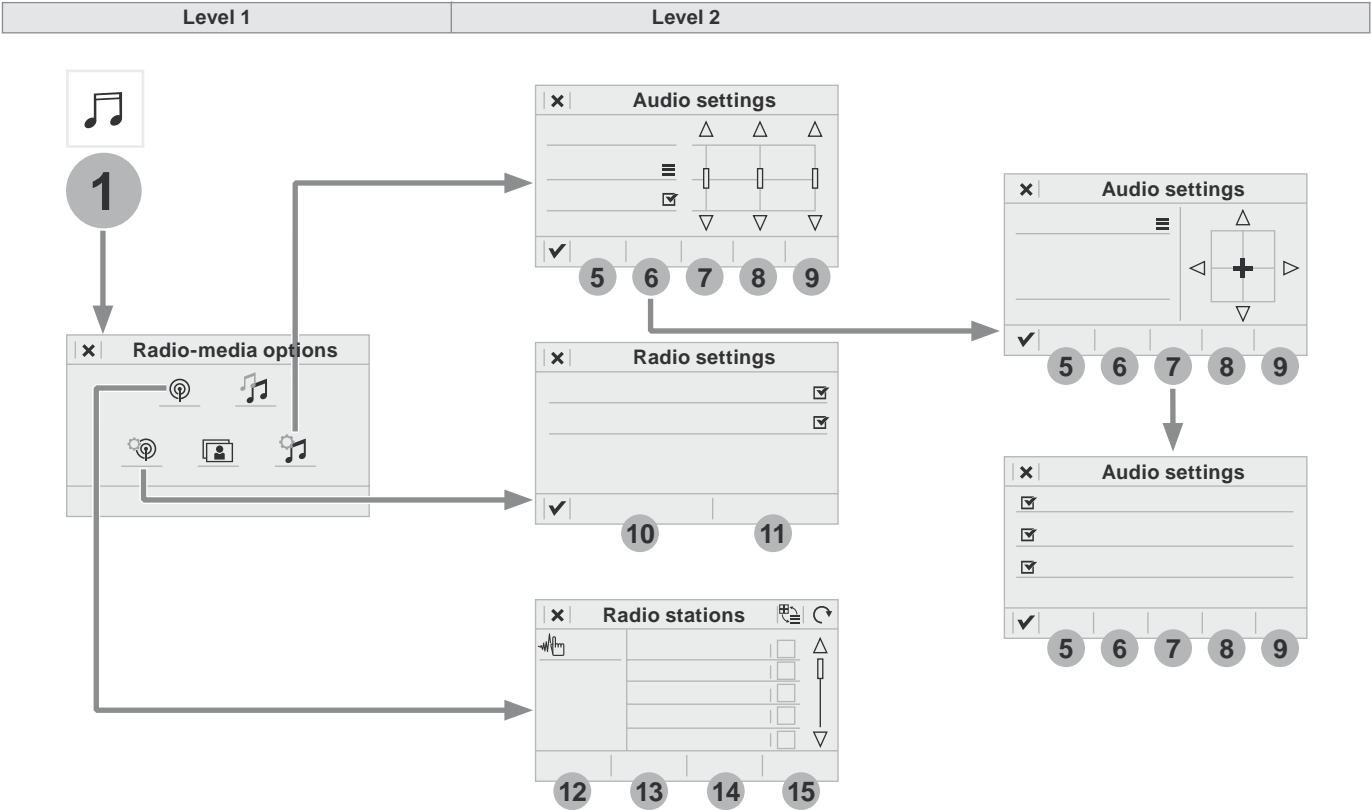 Level 1
Level 2
1
Radio-media options
Audio settings
5 6 7 8 9
Audio settings
5 6 7 8 9
Radio settings
10 11
Audio settings
5 6 7 8 9
Radio stations
12 13 14 15